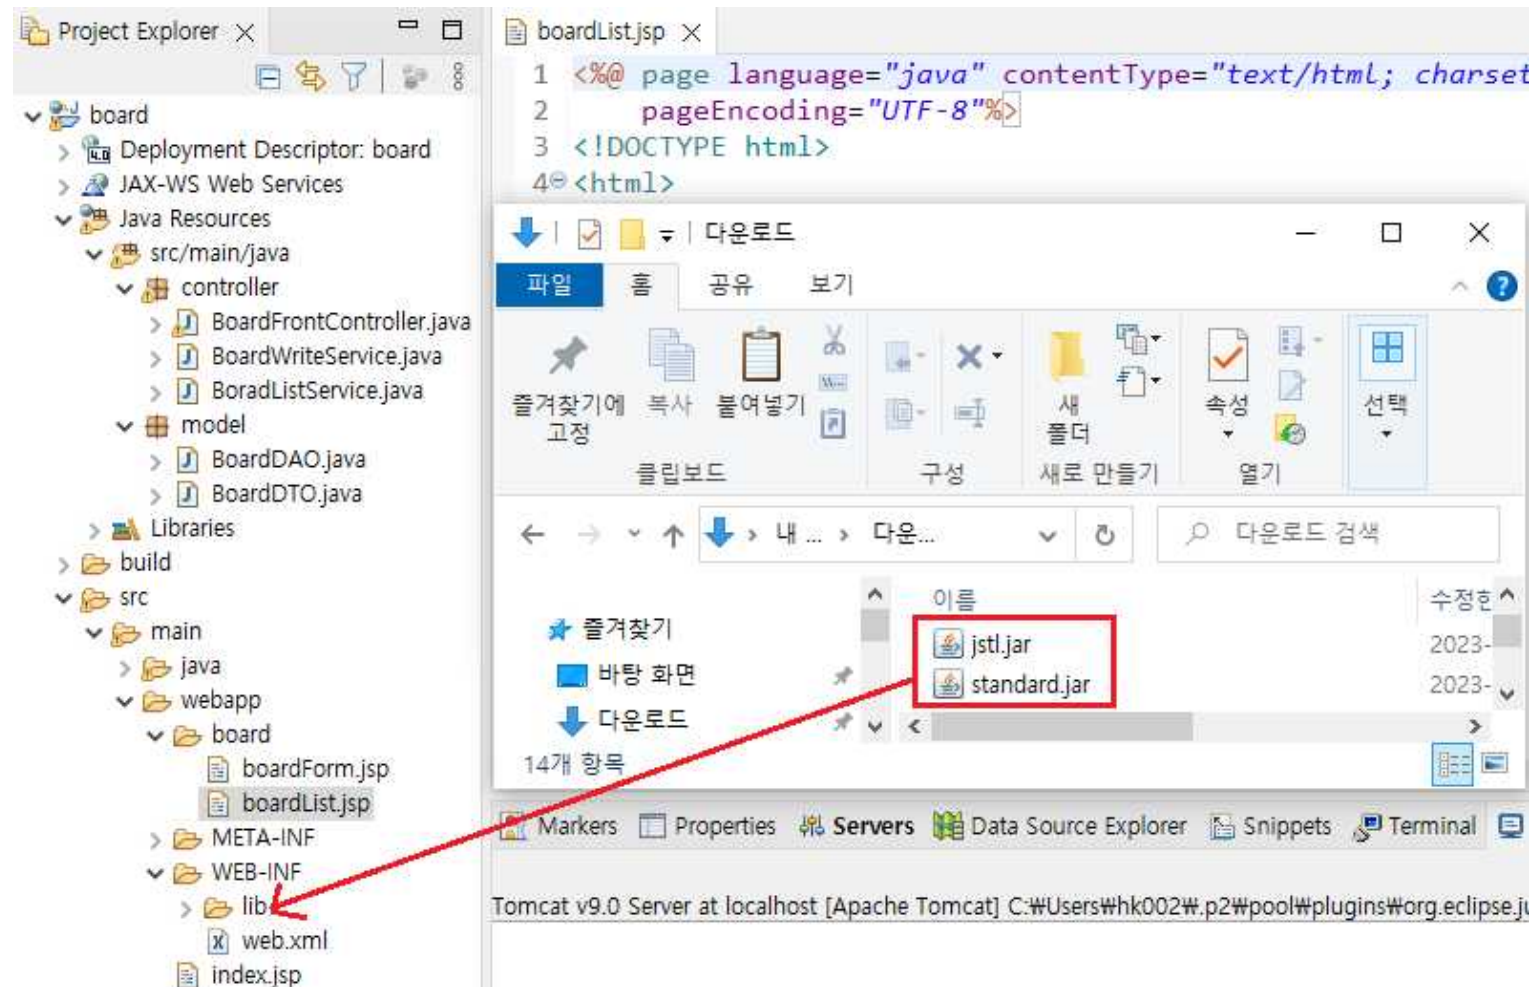 Project Explorer
board
Deployment Descriptor: board
JAX-WS Web Services
Java Resources
src/main/java
controller
BoardFrontController.java
BoardWriteService.java
BoradListService.java
model
BoardDAO.java
BoardDTO.java
Libraries
build
src
main
java
webapp
board
boardForm.jsp
boardList.jsp
META-INF
WEB-INF
lib
web.xml
index.jsp
boardList.jsp
1 <%@ page language="java" contentType="text/html; charset
2 pageEncoding="UTF-8"%>
3 <!DOCTYPE html>
4 <html>
다운로드
파일 홈 공유 보기
즐겨찾기에
고정
복사
붙여넣기
클립보드
구성
새
폴더
새로 만들기
속성
열기
선택
내 ... > 다운...
다운로드 검색
즐겨찾기
바탕 화면
다운로드
이름 수정한
jstl.jar 2023-
standard.jar 2023-
14개 항목
Markers Properties Servers Data Source Explorer Snippets Terminal
Tomcat v9.0 Server at localhost [Apache Tomcat] C:₩Users₩hk002₩.p2₩pool₩plugins₩org.eclipse.ju